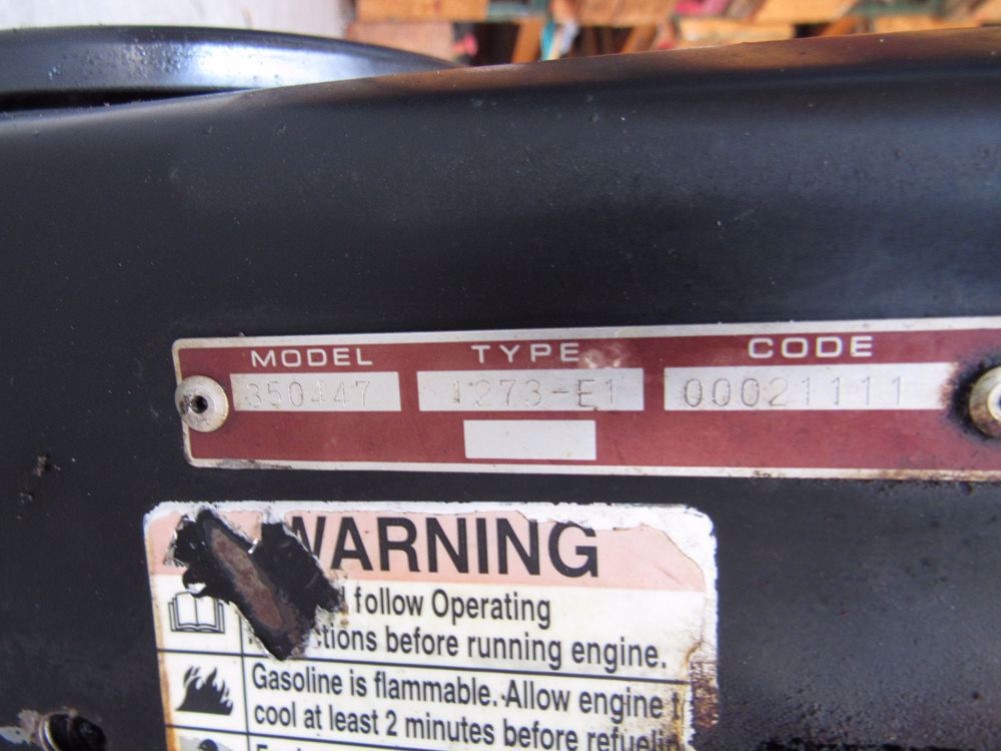 MODEL TYPE CODE
350447 1273-E1 00021111
WARNING
follow Operating
before running engine.
Gasoline is flammable. Allow engine
cool at least 2 minutes before